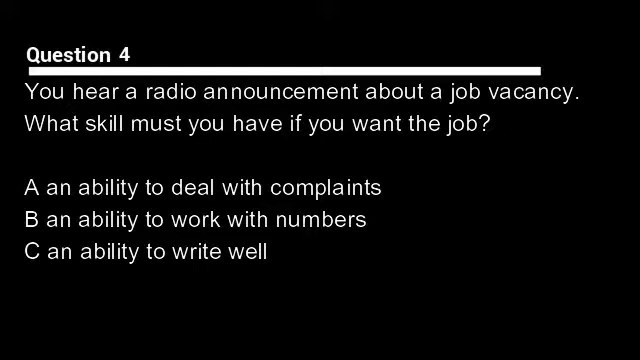 Question 4
You hear a radio announcement about a job vacancy.
What skill must you have if you want the job?
A an ability to deal with complaints
B an ability to work with numbers
C an ability to write well